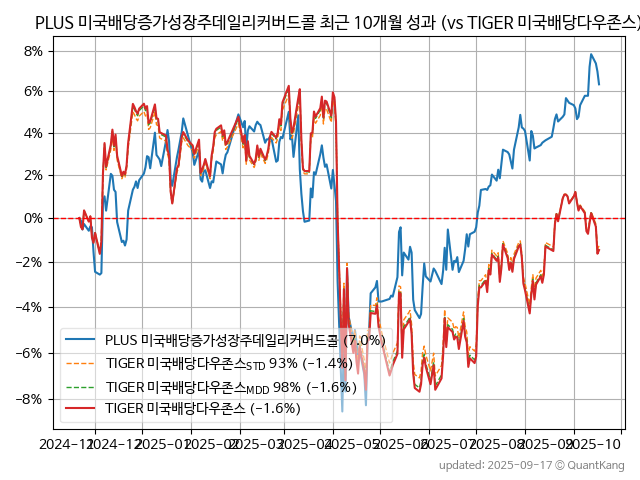 PLUS 미국배당증가성장주데일리커버드콜 최근 10개월 성과 (vs TIGER 미국배당다우존스)
8%
6%
4%
2%
0%
−2%
−4%
−6%
−8%
PLUS 미국배당증가성장주데일리커버드콜 (7.0%)
TIGER 미국배당다우존스STD 93% (−1.4%)
TIGER 미국배당다우존스MDD 98% (−1.6%)
TIGER 미국배당다우존스 (−1.6%)
2024-11 2024-12 2025-01 2025-02 2025-03 2025-04 2025-05 2025-06 2025-07 2025-08 2025-09 2025-10
updated: 2025-09-17 © QuantKang